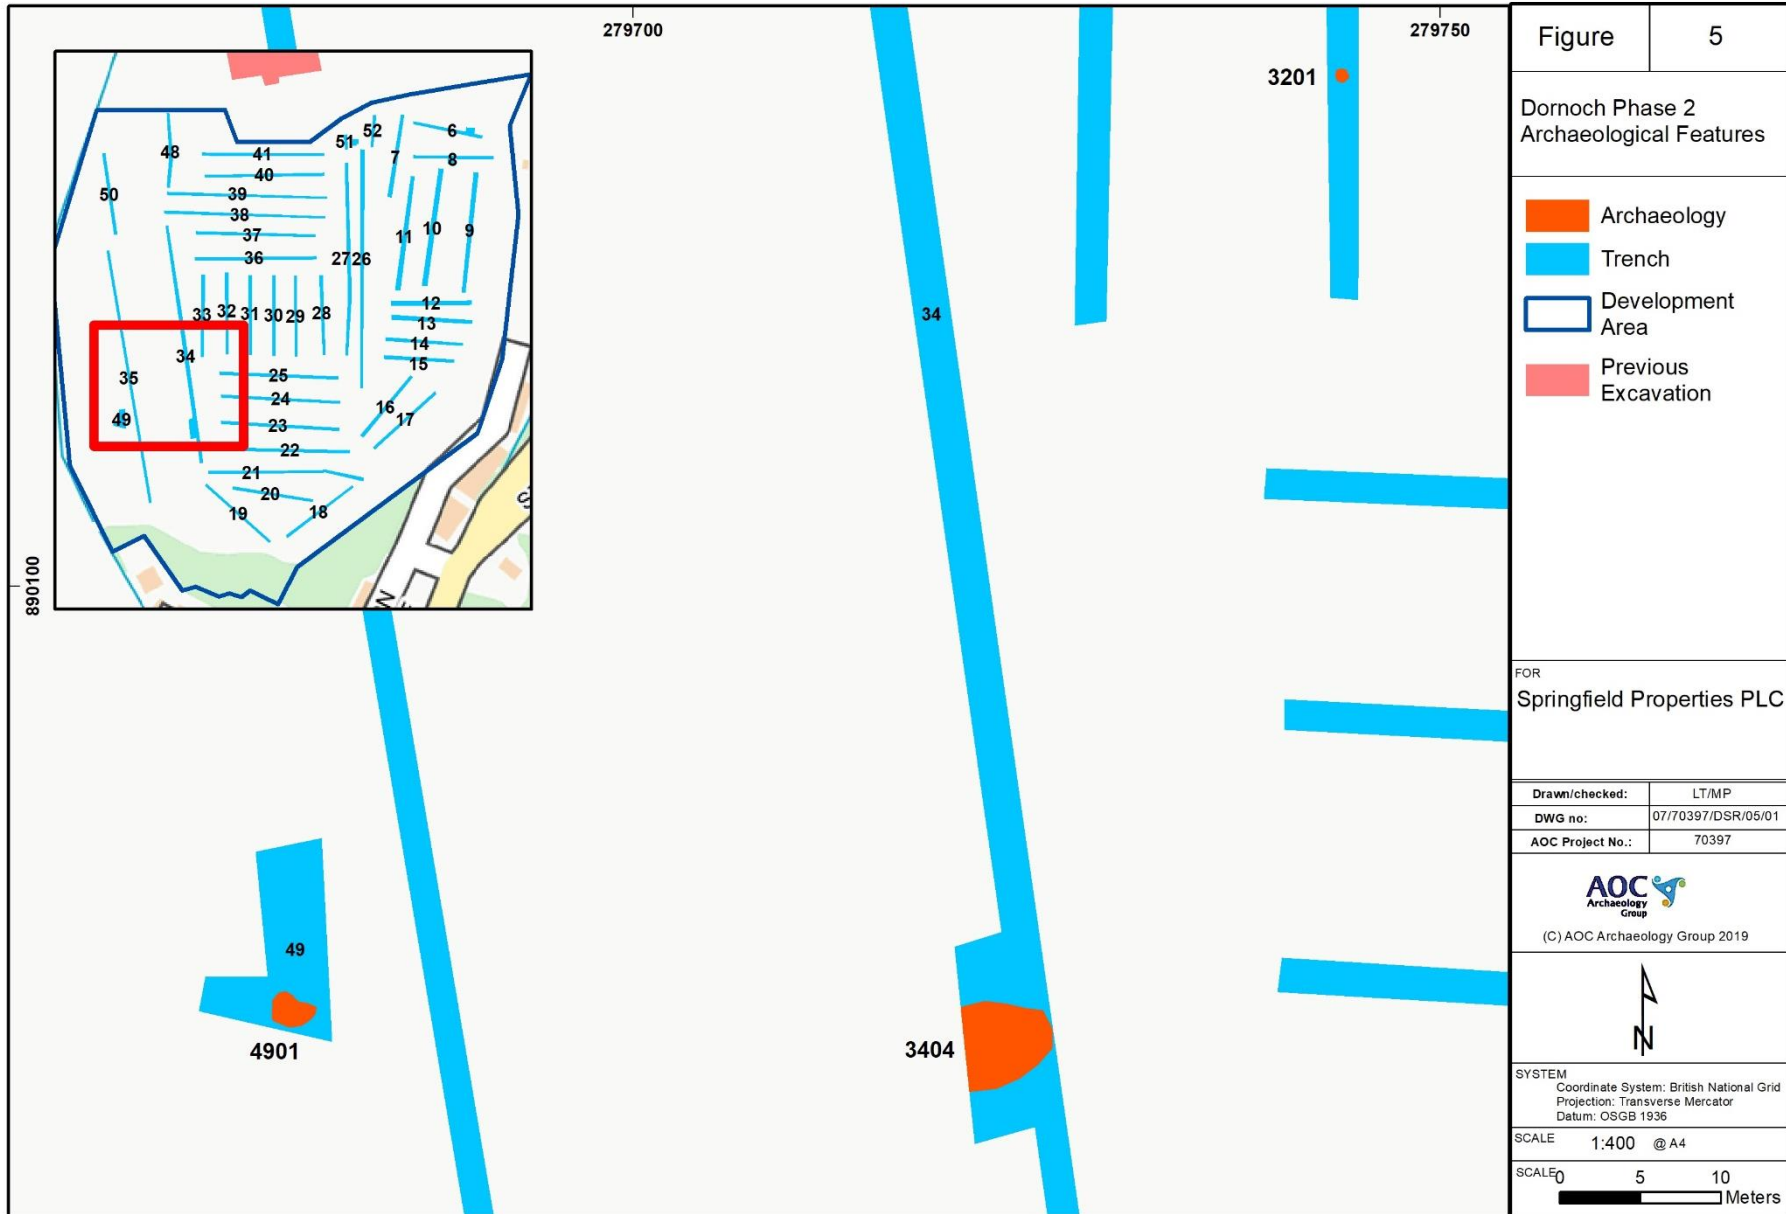 279700
279750
3201
34
890100
49
4901
3404
48
41
51
52
6
7
8
50
40
39
38
37
36
11
10
9
27
26
33
32
31
30
29
28
12
13
14
15
34
35
25
24
16
17
49
23
22
21
20
19
18
Figure
5
Dornoch Phase 2
Archaeological Features
Archaeology
Trench
Development
Area
Previous
Excavation
FOR
Springfield Properties PLC
Drawn/checked: LT/MP
DWG no: 07/70397/DSR/05/01
AOC Project No.: 70397
AOC
Archaeology
Group
(C) AOC Archaeology Group 2019
N
SYSTEM
Coordinate System: British National Grid
Projection: Transverse Mercator
Datum: OSGB 1936
SCALE 1:400 @ A4
SCALE 0 5 10
Meters